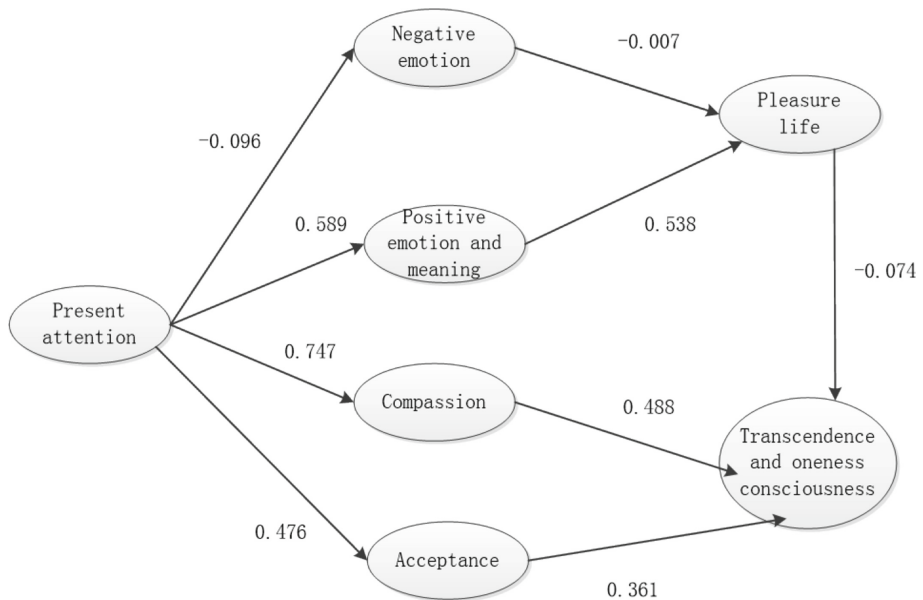 Negative
emotion
-0.007
Pleasure
life
-0.096
0.589
Positive
emotion and
meaning
0.538
-0.074
Present
attention
0.747
Compassion
0.488
Transcendence
and oneness
consciousness
0.476
Acceptance
0.361